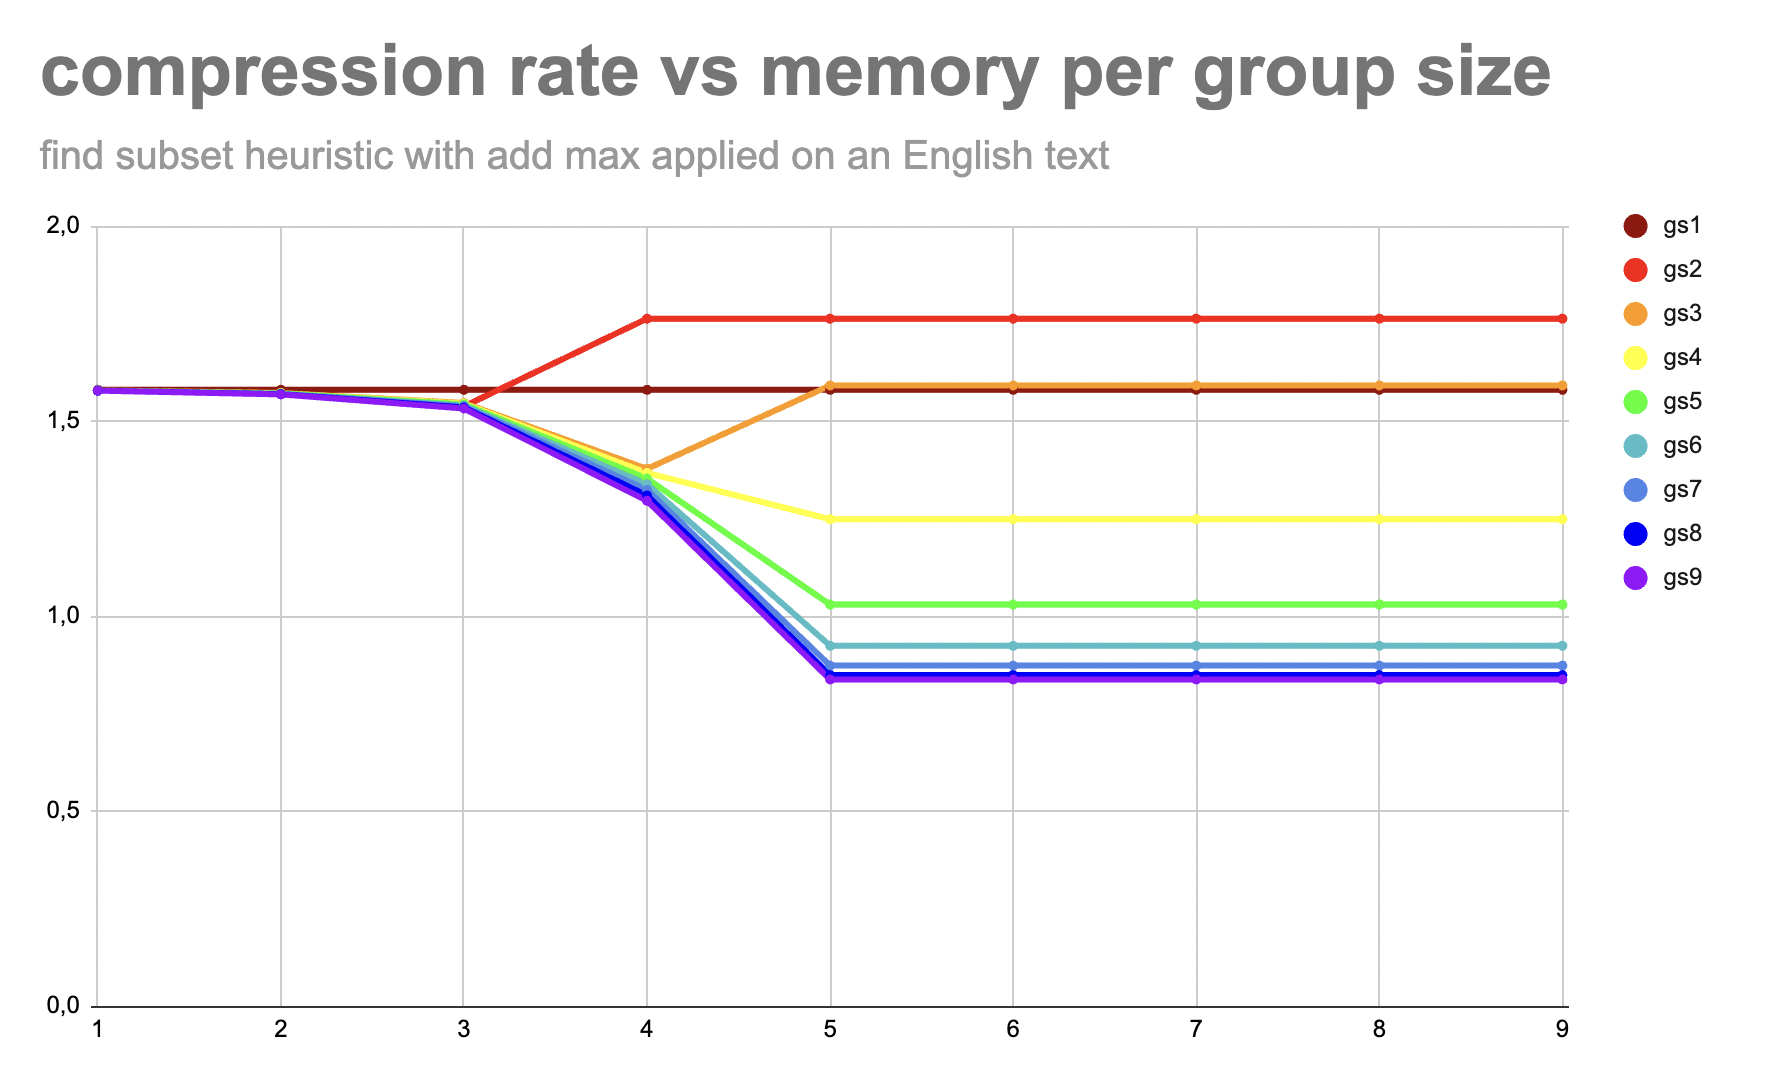 compression rate vs memory per group size
find subset heuristic with add max applied on an English text
2,0
1,5
1,0
0,5
0,0
1 2 3 4 5 6 7 8 9
gs1
gs2
gs3
gs4
gs5
gs6
gs7
gs8
gs9